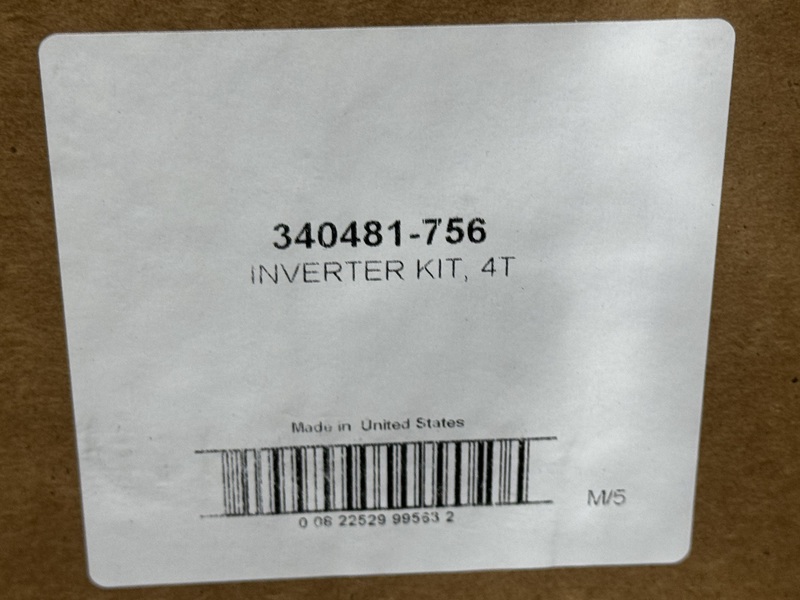 340481-756
INVERTER KIT, 4T
Made in United States
0 08 22529 99563 2
M/5